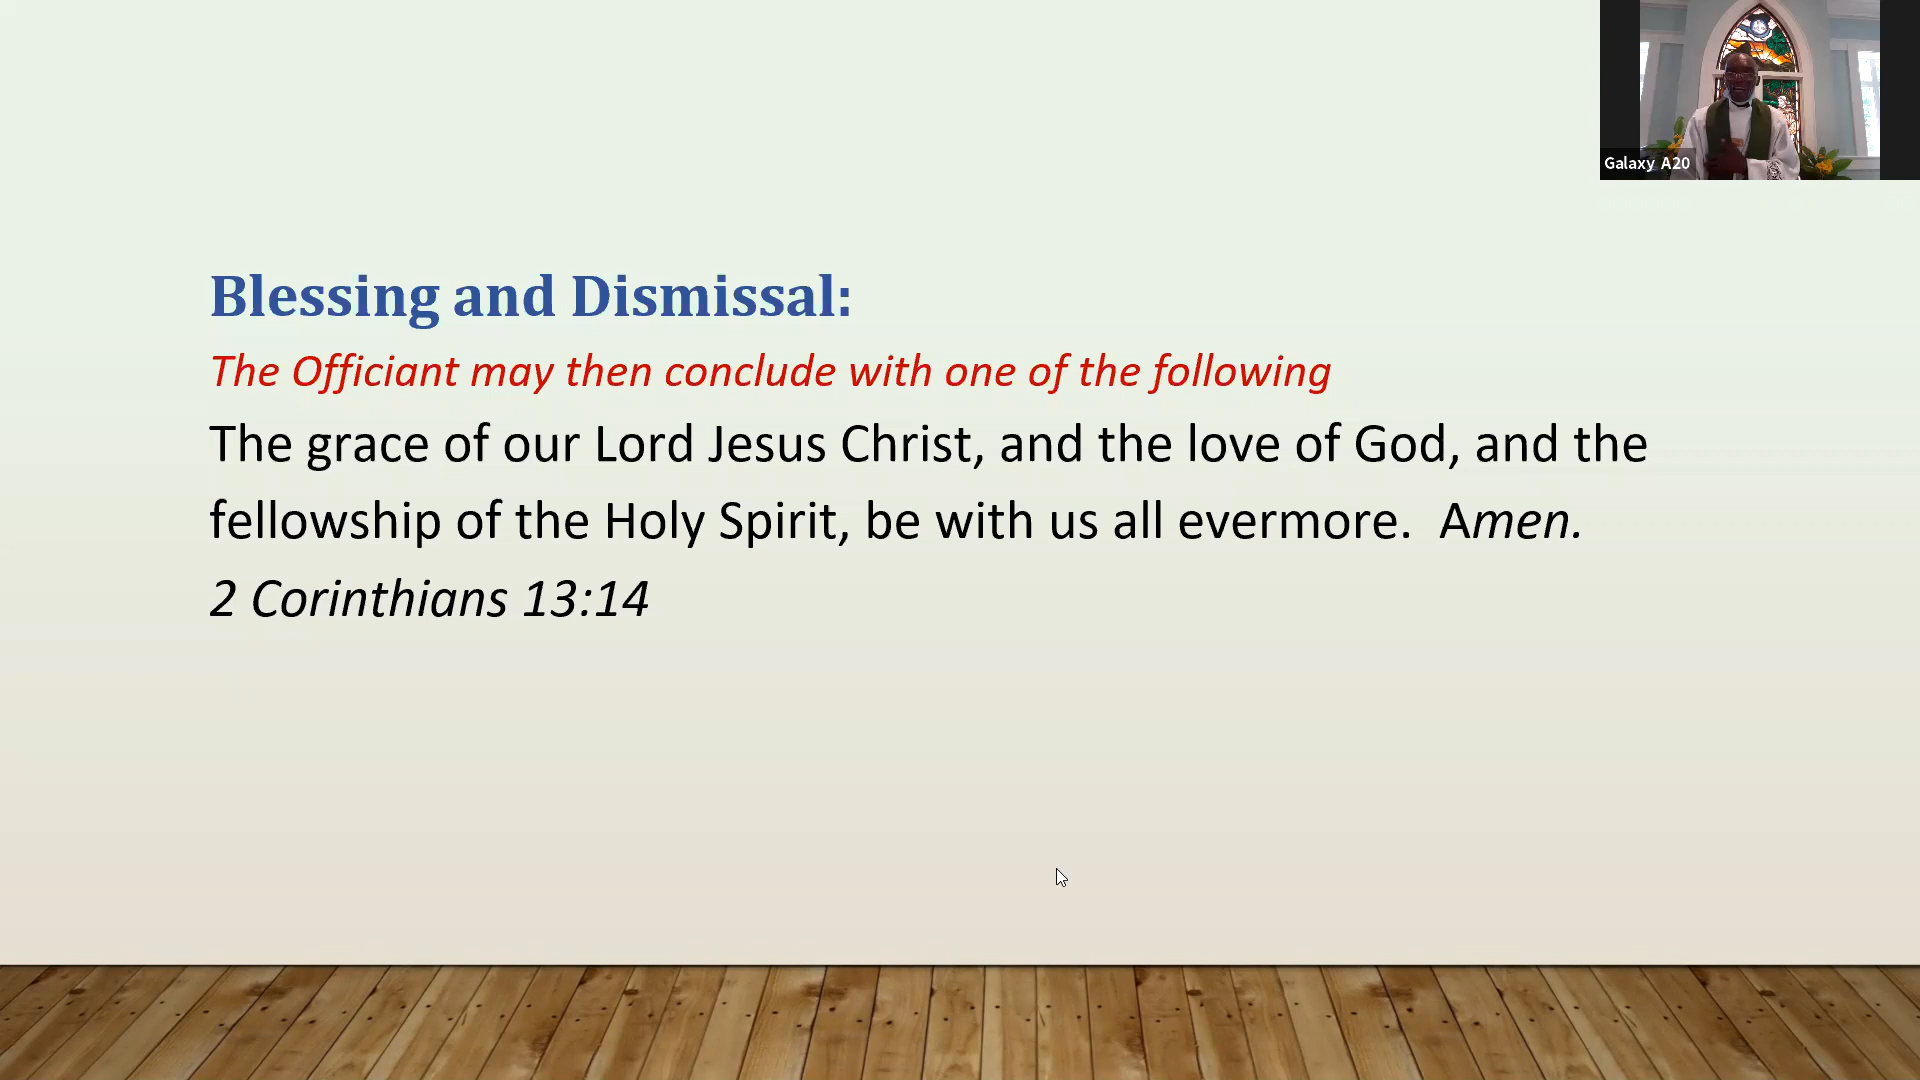 Galaxy A20
Blessing and Dismissal:
The Officiant may then conclude with one of the following
The grace of our Lord Jesus Christ, and the love of God, and the
fellowship of the Holy Spirit, be with us all evermore.  Amen.
2 Corinthians 13:14